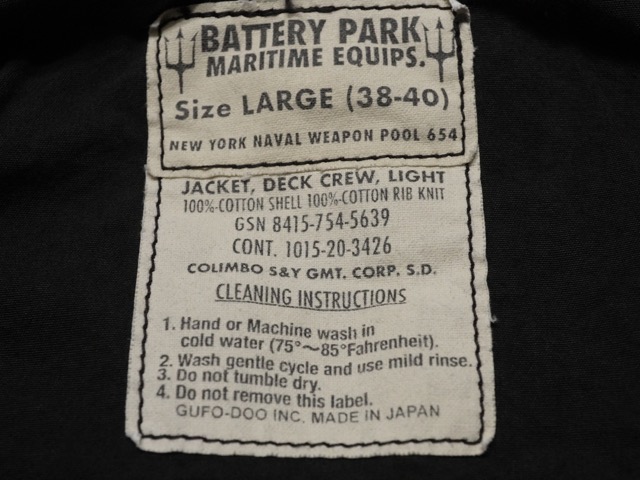 BATTERY PARK
MARITIME EQUIPS.
Size LARGE (38-40)
NEW YORK NAVAL WEAPON POOL 654
JACKET, DECK CREW, LIGHT
100%-COTTON SHELL 100%-COTTON RIB KNIT
GSN 8415-754-5639
CONT. 1015-20-3426
COLIMBO S&Y GMT. CORP. S.D.
CLEANING INSTRUCTIONS
1. Hand or Machine wash in
cold water (75°~85°Fahrenheit).
2. Wash gentle cycle and use mild rinse.
3. Do not tumble dry.
4. Do not remove this label.
GUFO-DOO INC. MADE IN JAPAN